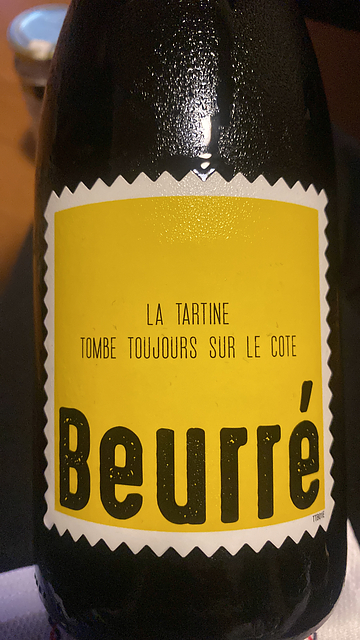 LA TARTINE
TOMBE TOUJOURS SUR LE COTE
Beurré